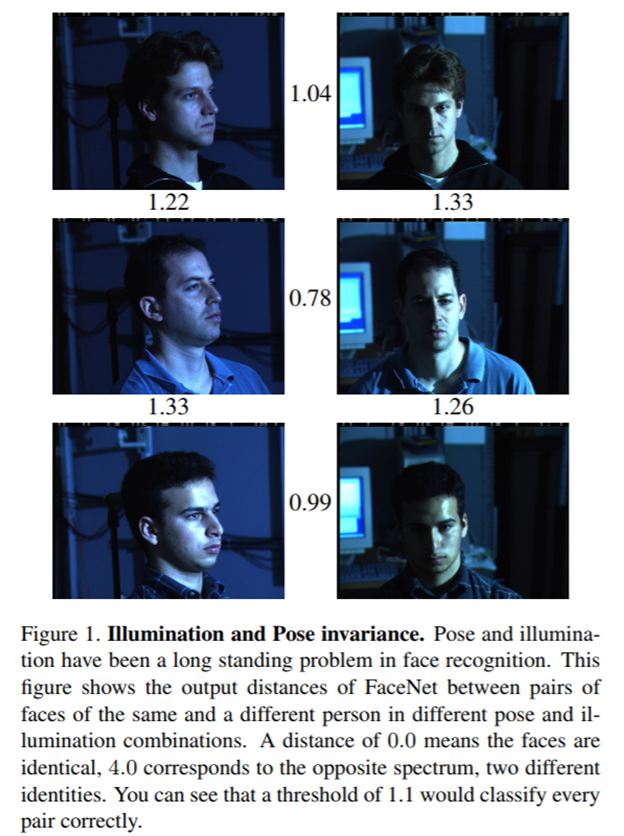 1.04
1.22 1.33
0.78
1.33 1.26
0.99
Figure 1. Illumination and Pose invariance. Pose and illumina-
tion have been a long standing problem in face recognition. This
figure shows the output distances of FaceNet between pairs of
faces of the same and a different person in different pose and il-
lumination combinations. A distance of 0.0 means the faces are
identical, 4.0 corresponds to the opposite spectrum, two different
identities. You can see that a threshold of 1.1 would classify every
pair correctly.